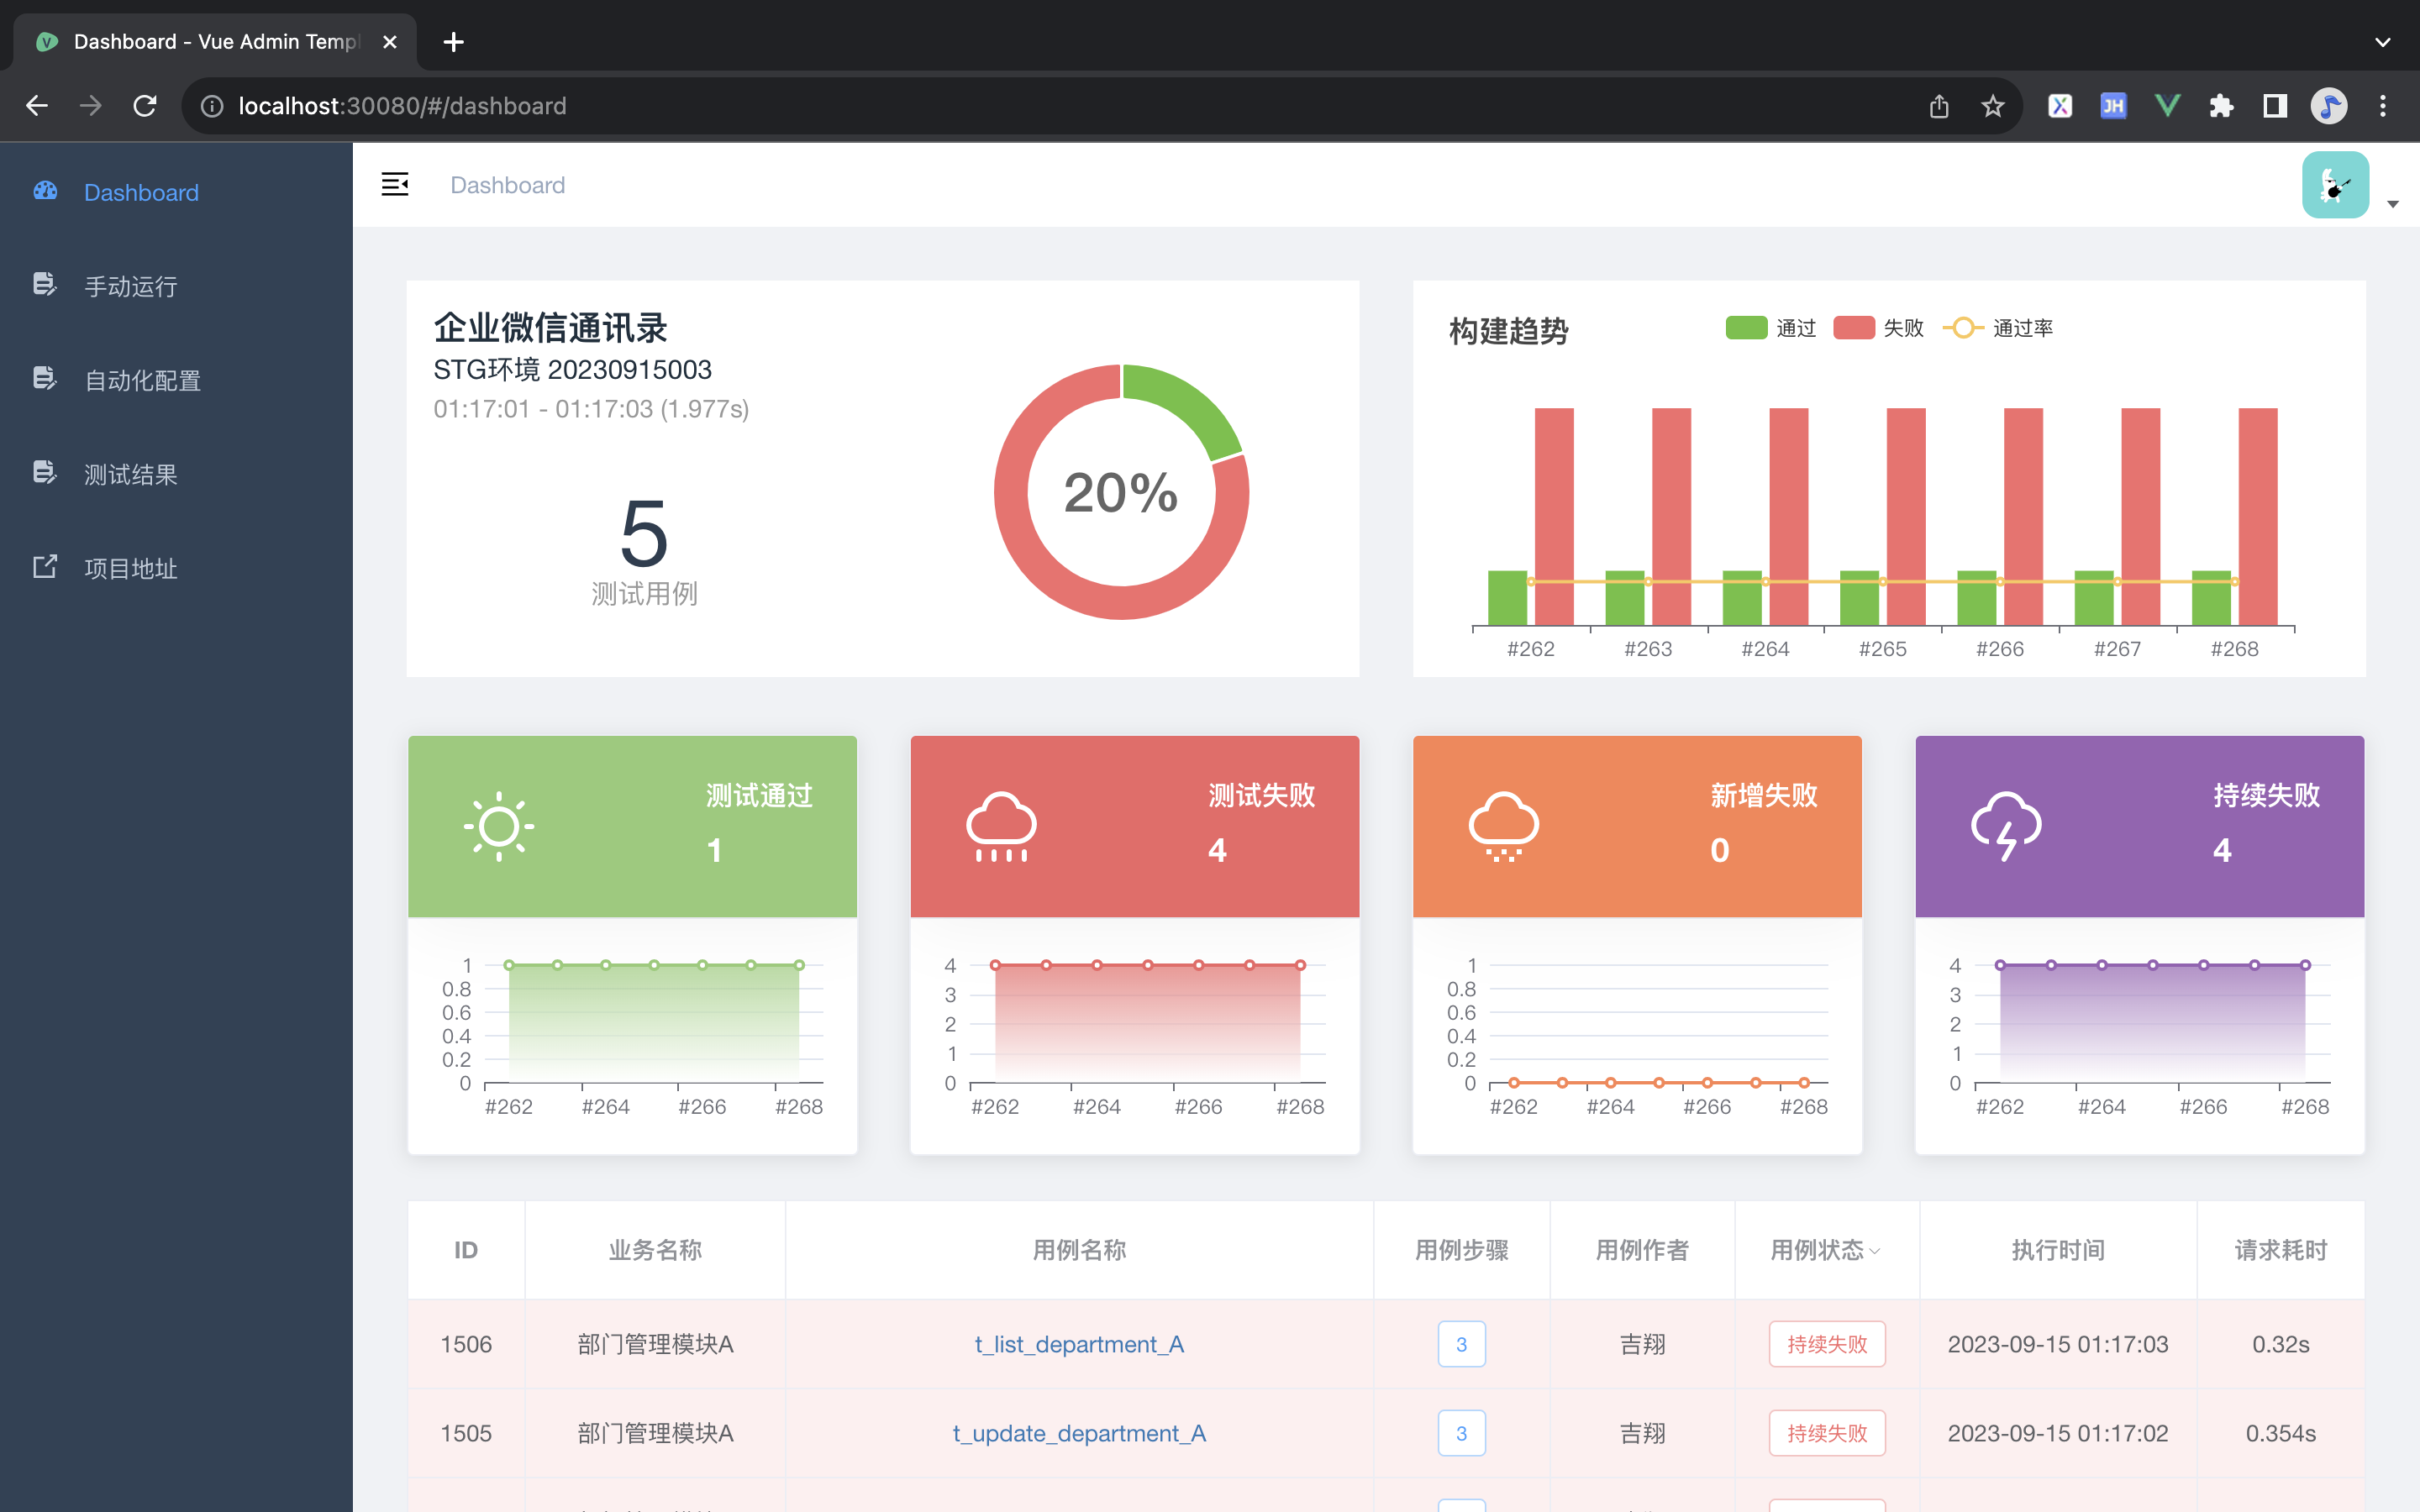 Dashboard - Vue Admin Templ
localhost:30080/#/dashboard
JH
Dashboard
手动运行
自动化配置
测试结果
项目地址
Dashboard
企业微信通讯录
STG环境 20230915003
01:17:01 - 01:17:03 (1.977s)
5
测试用例
20%
构建趋势
通过 失败 通过率
#262 #263 #264 #265 #266 #267 #268
测试通过
1
1
0.8
0.6
0.4
0.2
0
#262 #264 #266 #268
测试失败
4
4
3
2
1
0
#262 #264 #266 #268
新增失败
0
1
0.8
0.6
0.4
0.2
0
#262 #264 #266 #268
持续失败
4
4
3
2
1
0
#262 #264 #266 #268
ID 业务名称 用例名称 用例步骤 用例作者 用例状态 执行时间 请求耗时
1506 部门管理模块A t_list_department_A 3 吉翔 持续失败 2023-09-15 01:17:03 0.32s
1505 部门管理模块A t_update_department_A 3 吉翔 持续失败 2023-09-15 01:17:02 0.354s